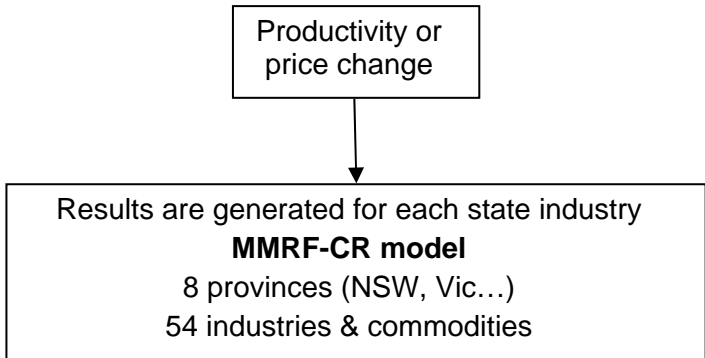 Productivity or
price change
Results are generated for each state industry
MMRF-CR model
8 provinces (NSW, Vic…)
54 industries & commodities